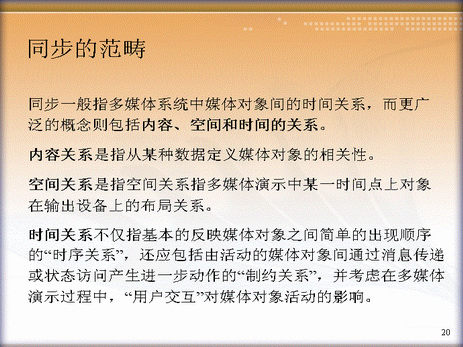 同步的范畴
同步一般指多媒体系统中媒体对象间的时间关系，而更广
泛的概念则包括内容、空间和时间的关系。
内容关系是指从某种数据定义媒体对象的相关性。
空间关系是指空间关系指多媒体演示中某一时间点上对象
在输出设备上的布局关系。
时间关系不仅指基本的反映媒体对象之间简单的出现顺序
的“时序关系”，还应包括由活动的媒体对象间通过消息传递
或状态访问产生进一步动作的“制约关系”，并考虑在多媒体
演示过程中，“用户交互”对媒体对象活动的影响。
20